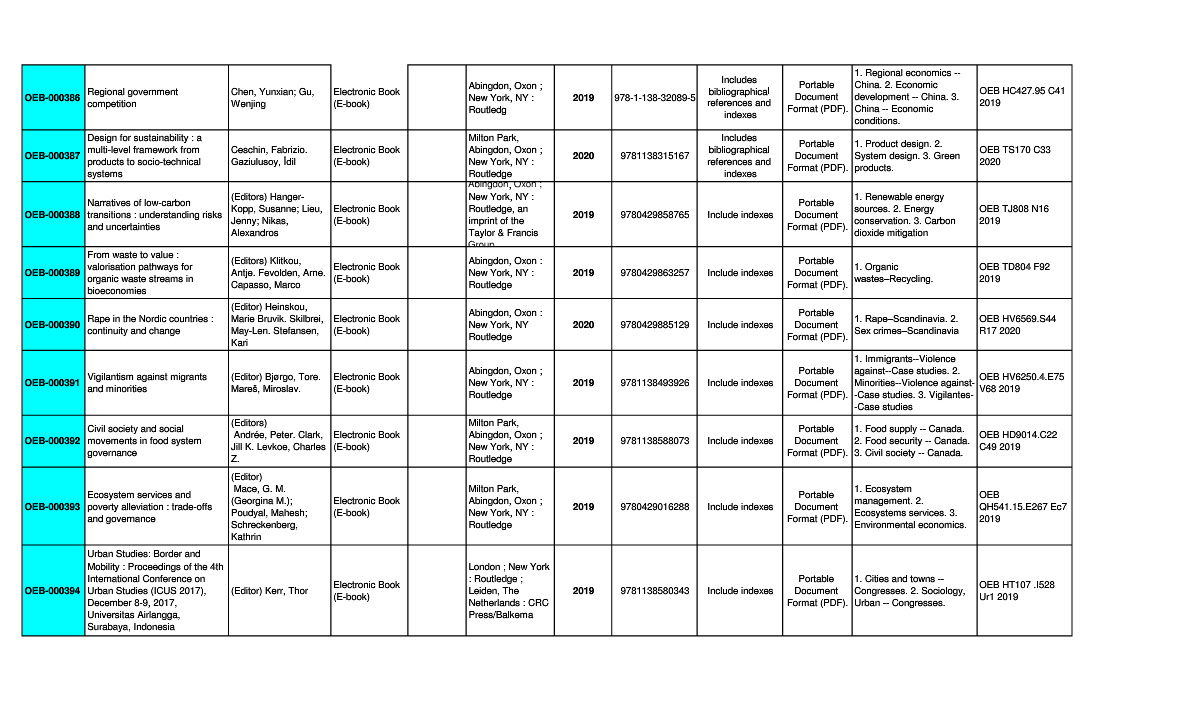 OEB-000386
Regional government
competition
Chen, Yunxian; Gu,
Wenjing
Electronic Book
(E-book)
Abingdon, Oxon ;
New York, NY :
Routledg
2019
978-1-138-32089-5
Includes
bibliographical
references and
indexes
Portable
Document
Format (PDF).
1. Regional economics --
China. 2. Economic
development -- China. 3.
China -- Economic
conditions.
OEB HC427.95 C41
2019
OEB-000387
Design for sustainability : a
multi-level framework from
products to socio-technical
systems
Ceschin, Fabrizio.
Gaziulusoy, İdil
Electronic Book
(E-book)
Milton Park,
Abingdon, Oxon ;
New York, NY :
Routledge
2020
9781138315167
Includes
bibliographical
references and
indexes
Portable
Document
Format (PDF).
1. Product design. 2.
System design. 3. Green
products.
OEB TS170 C33
2020
OEB-000388
Narratives of low-carbon
transitions : understanding risks
and uncertainties
(Editors) Hanger-
Kopp, Susanne; Lieu,
Jenny; Nikas,
Alexandros
Electronic Book
(E-book)
Abingdon, Oxon ;
New York, NY :
Routledge, an
imprint of the
Taylor & Francis
Group
2019
9780429858765
Include indexes
Portable
Document
Format (PDF).
1. Renewable energy
sources. 2. Energy
conservation. 3. Carbon
dioxide mitigation
OEB TJ808 N16
2019
OEB-000389
From waste to value :
valorisation pathways for
organic waste streams in
bioeconomies
(Editors) Klitkou,
Antje. Fevolden, Arne.
Capasso, Marco
Electronic Book
(E-book)
Abingdon, Oxon :
New York, NY :
Routledge
2019
9780429863257
Include indexes
Portable
Document
Format (PDF).
1. Organic
wastes--Recycling.
OEB TD804 F92
2019
OEB-000390
Rape in the Nordic countries :
continuity and change
(Editor) Heinskou,
Marie Bruvik. Skilbrei,
May-Len. Stefansen,
Kari
Electronic Book
(E-book)
Abingdon, Oxon :
New York, NY
Routledge
2020
9780429885129
Include indexes
Portable
Document
Format (PDF).
1. Rape--Scandinavia. 2.
Sex crimes--Scandinavia
OEB HV6569.S44
R17 2020
OEB-000391
Vigilantism against migrants
and minorities
(Editor) Bjørgo, Tore.
Mareš, Miroslav.
Electronic Book
(E-book)
Abingdon, Oxon ;
New York, NY :
Routledge
2019
9781138493926
Include indexes
Portable
Document
Format (PDF).
1. Immigrants--Violence
against--Case studies. 2.
Minorities--Violence against-
-Case studies. 3. Vigilantes-
-Case studies
OEB HV6250.4.E75
V68 2019
OEB-000392
Civil society and social
movements in food system
governance
(Editors)
Andrée, Peter. Clark,
Jill K. Levkoe, Charles
Z.
Electronic Book
(E-book)
Milton Park,
Abingdon, Oxon ;
New York, NY :
Routledge
2019
9781138588073
Include indexes
Portable
Document
Format (PDF).
1. Food supply -- Canada.
2. Food security -- Canada.
3. Civil society -- Canada.
OEB HD9014.C22
C49 2019
OEB-000393
Ecosystem services and
poverty alleviation : trade-offs
and governance
(Editor)
Mace, G. M.
(Georgina M.);
Poudyal, Mahesh;
Schreckenberg,
Kathrin
Electronic Book
(E-book)
Milton Park,
Abingdon, Oxon ;
New York, NY :
Routledge
2019
9780429016288
Include indexes
Portable
Document
Format (PDF).
1. Ecosystem
management. 2.
Ecosystems services. 3.
Environmental economics.
OEB
QH541.15.E267 Ec7
2019
OEB-000394
Urban Studies: Border and
Mobility : Proceedings of the 4th
International Conference on
Urban Studies (ICUS 2017),
December 8-9, 2017,
Universitas Airlangga,
Surabaya, Indonesia
(Editor) Kerr, Thor
Electronic Book
(E-book)
London ; New York
: Routledge ;
Leiden, The
Netherlands : CRC
Press/Balkema
2019
9781138580343
Include indexes
Portable
Document
Format (PDF).
1. Cities and towns --
Congresses. 2. Sociology,
Urban -- Congresses.
OEB HT107 .I528
Ur1 2019